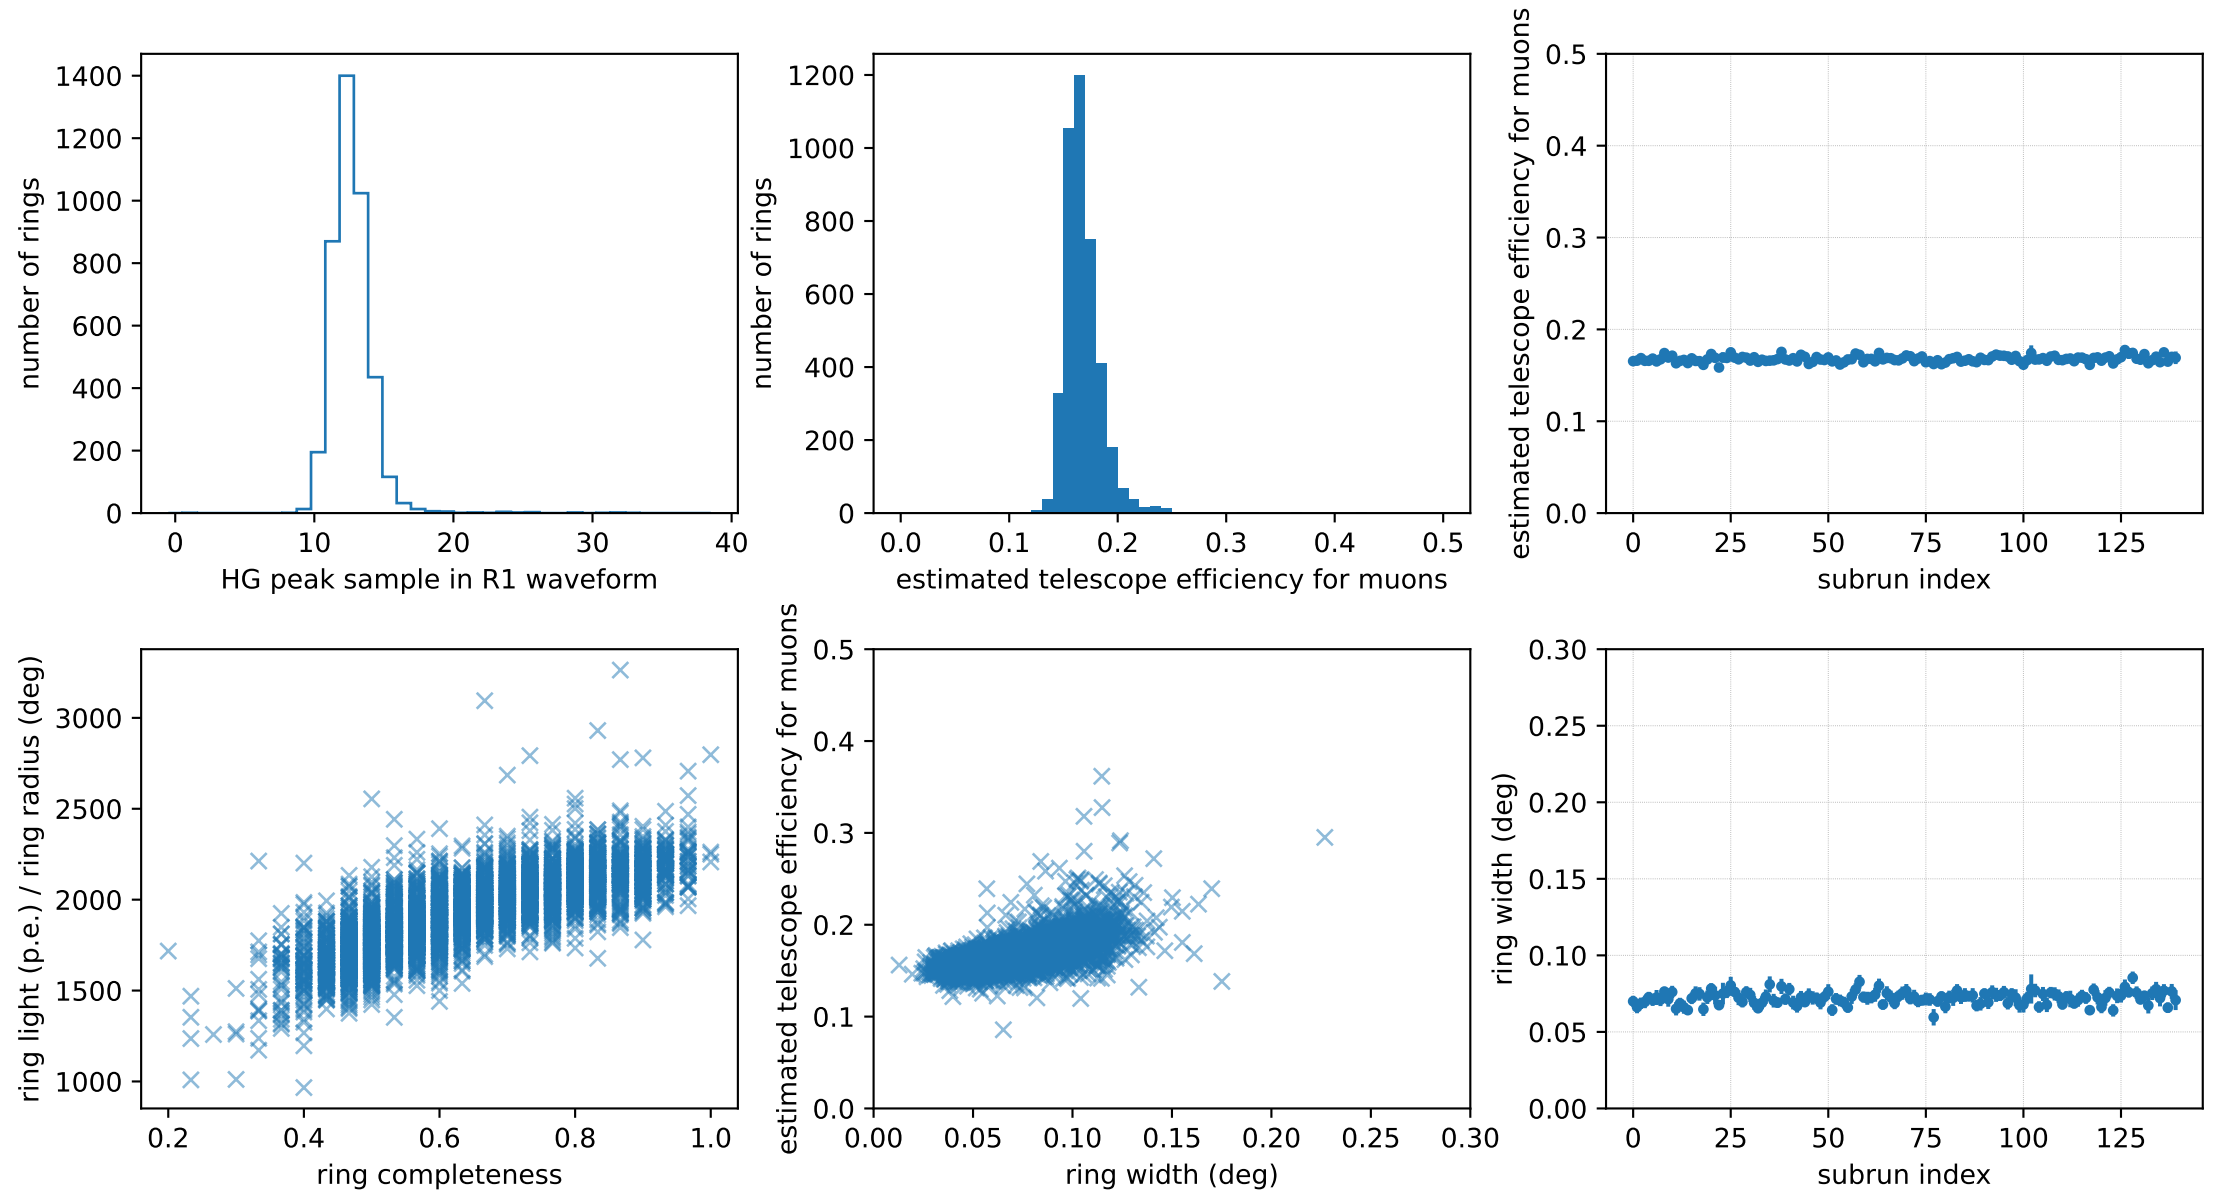 1400
1200
1000
800
600
400
200
0
number of rings
0 10 20 30 40
HG peak sample in R1 waveform
1200
1000
800
600
400
200
0
number of rings
0.0 0.1 0.2 0.3 0.4 0.5
estimated telescope efficiency for muons
0.5
0.4
0.3
0.2
0.1
0.0
estimated telescope efficiency for muons
0 25 50 75 100 125
subrun index
3000
2500
2000
1500
1000
ring light (p.e.) / ring radius (deg)
0.2 0.4 0.6 0.8 1.0
ring completeness
0.5
0.4
0.3
0.2
0.1
0.0
estimated telescope efficiency for muons
0.00 0.05 0.10 0.15 0.20 0.25 0.30
ring width (deg)
0.30
0.25
0.20
0.15
0.10
0.05
0.00
ring width (deg)
0 25 50 75 100 125
subrun index